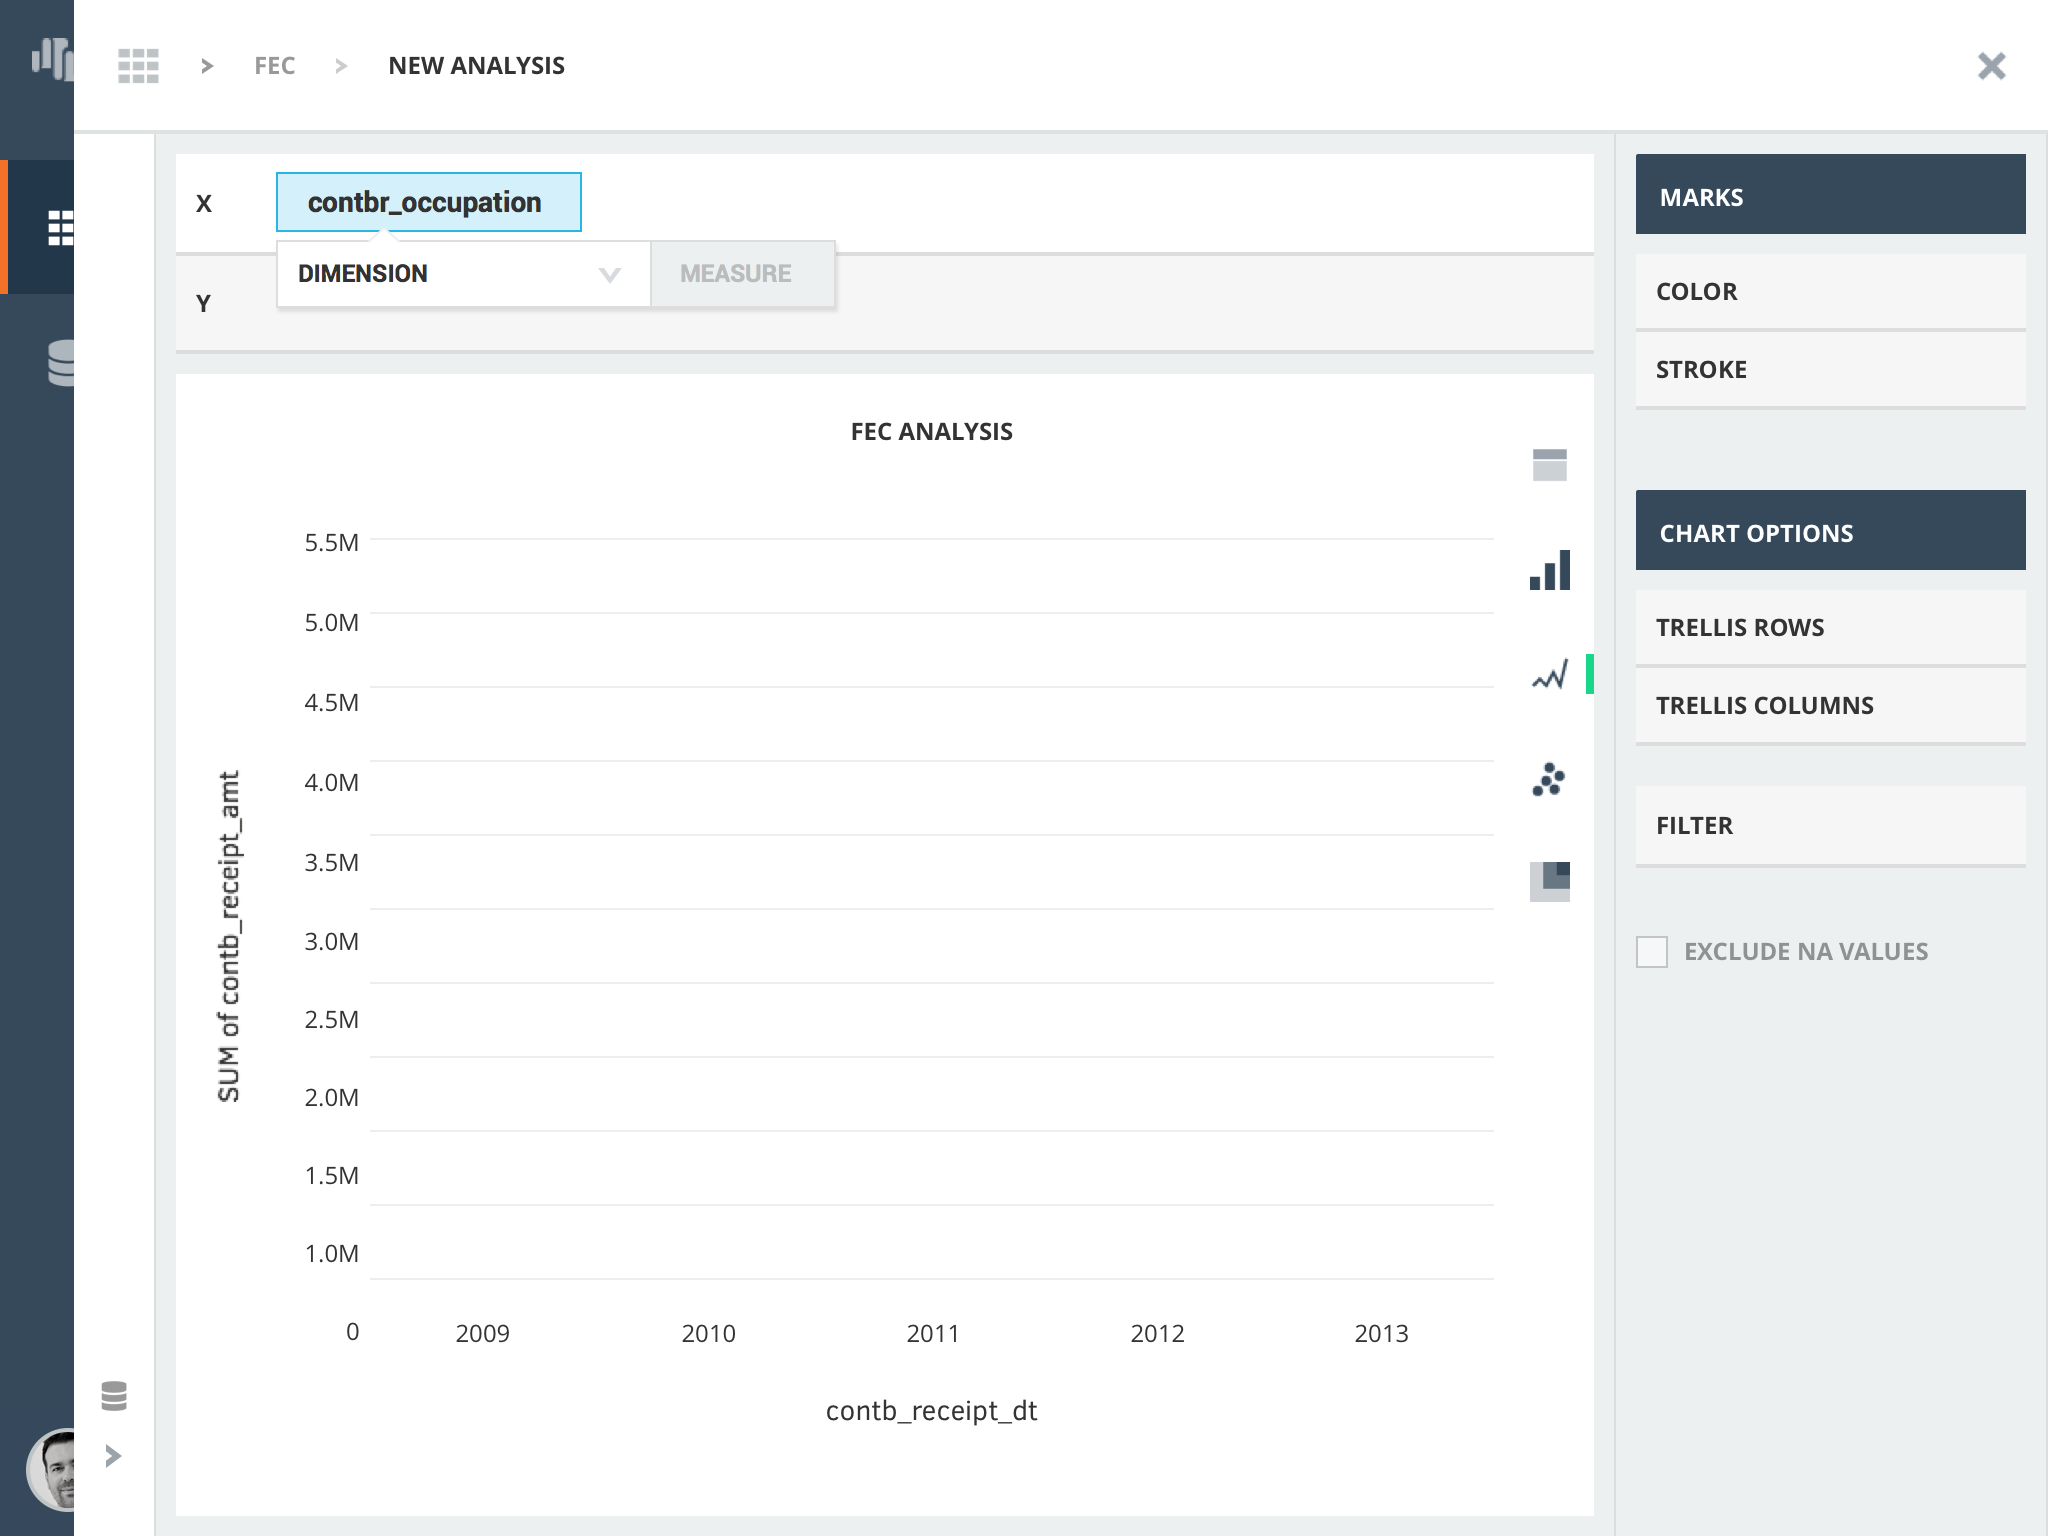 FEC
NEW ANALYSIS
X
contbr_occupation
DIMENSION
MEASURE
Y
FEC ANALYSIS
5.5M
5.0M
4.5M
4.0M
3.5M
3.0M
2.5M
2.0M
1.5M
1.0M
0
SUM of contb_receipt_amt
2009
2010
2011
2012
2013
contb_receipt_dt
MARKS
COLOR
STROKE
CHART OPTIONS
TRELLIS ROWS
TRELLIS COLUMNS
FILTER
EXCLUDE NA VALUES